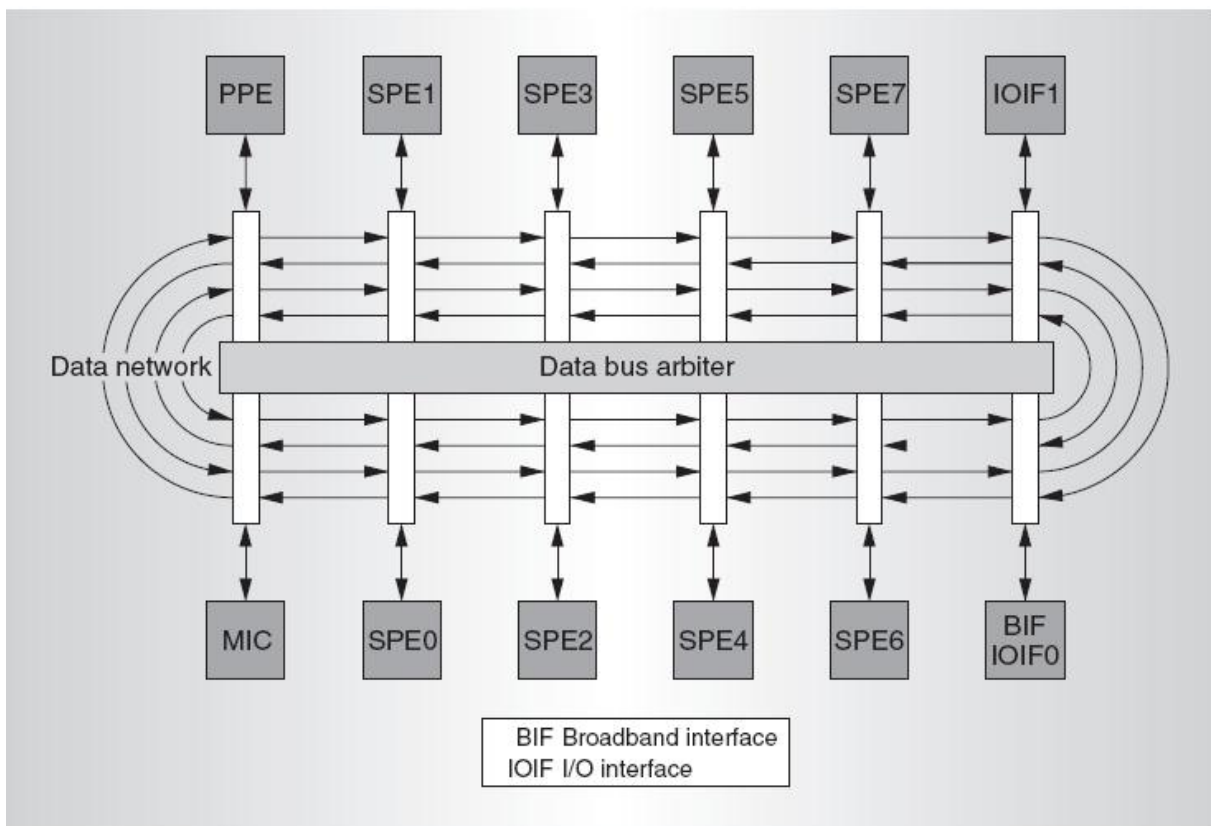 PPE SPE1 SPE3 SPE5 SPE7 IOIF1
Data network Data bus arbiter
MIC SPE0 SPE2 SPE4 SPE6 BIF
IOIF0
BIF Broadband interface
IOIF I/O interface